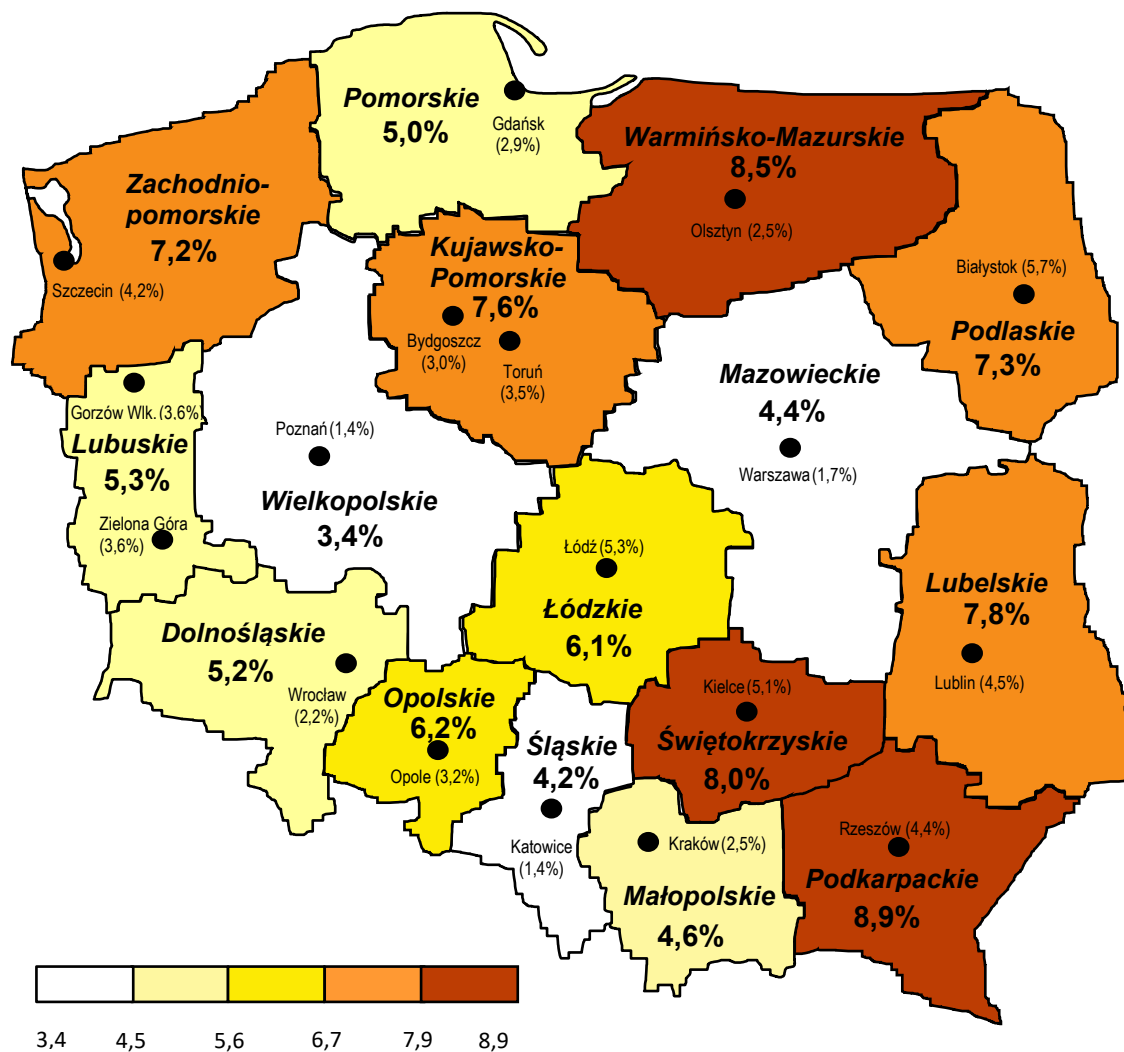 Pomorskie
5,0%
Gdańsk
(2,9%)
Warmińsko-Mazurskie
8,5%
Olsztyn (2,5%)
Zachodnio-
pomorskie
7,2%
Szczecin (4,2%)
Kujawsko-
Pomorskie
7,6%
Bydgoszcz
(3,0%)
Toruń
(3,5%)
Białystok (5,7%)
Podlaskie
7,3%
Mazowieckie
4,4%
Warszawa (1,7%)
Gorzów Wlk. (3.6%
Lubuskie
5,3%
Zielona Góra
(3,6%)
Poznań (1,4%)
Wielkopolskie
3,4%
Łódź (5,3%)
Łódzkie
6,1%
Lubelskie
7,8%
Lublin (4,5%)
Dolnośląskie
5,2%
Wrocław
(2,2%)
Opolskie
6,2%
Opole (3,2%)
Śląskie
4,2%
Katowice
(1,4%)
Kielce (5,1%)
Świętokrzyskie
8,0%
Kraków (2,5%)
Małopolskie
4,6%
Rzeszów (4,4%)
Podkarpackie
8,9%
3,4 4,5 5,6 6,7 7,9 8,9